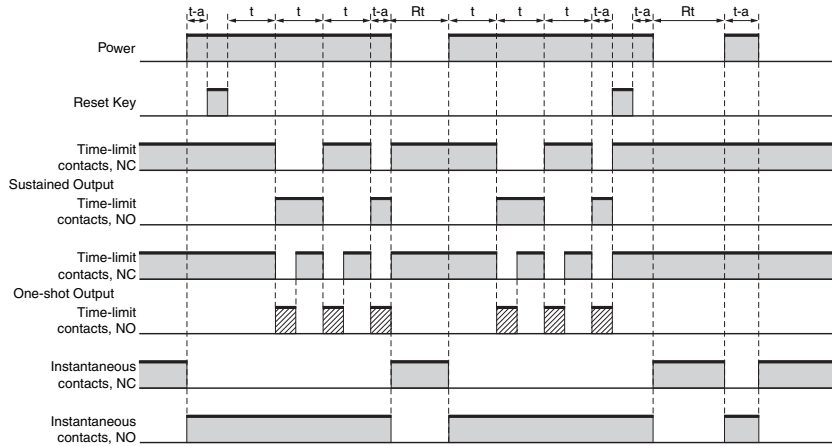 t-a t t t t-a Rt t t t t-a t-a Rt t-a
Power
Reset Key
Time-limit
contacts, NC
Sustained Output
Time-limit
contacts, NO
Time-limit
contacts, NC
One-shot Output
Time-limit
contacts, NO
Instantaneous
contacts, NC
Instantaneous
contacts, NO